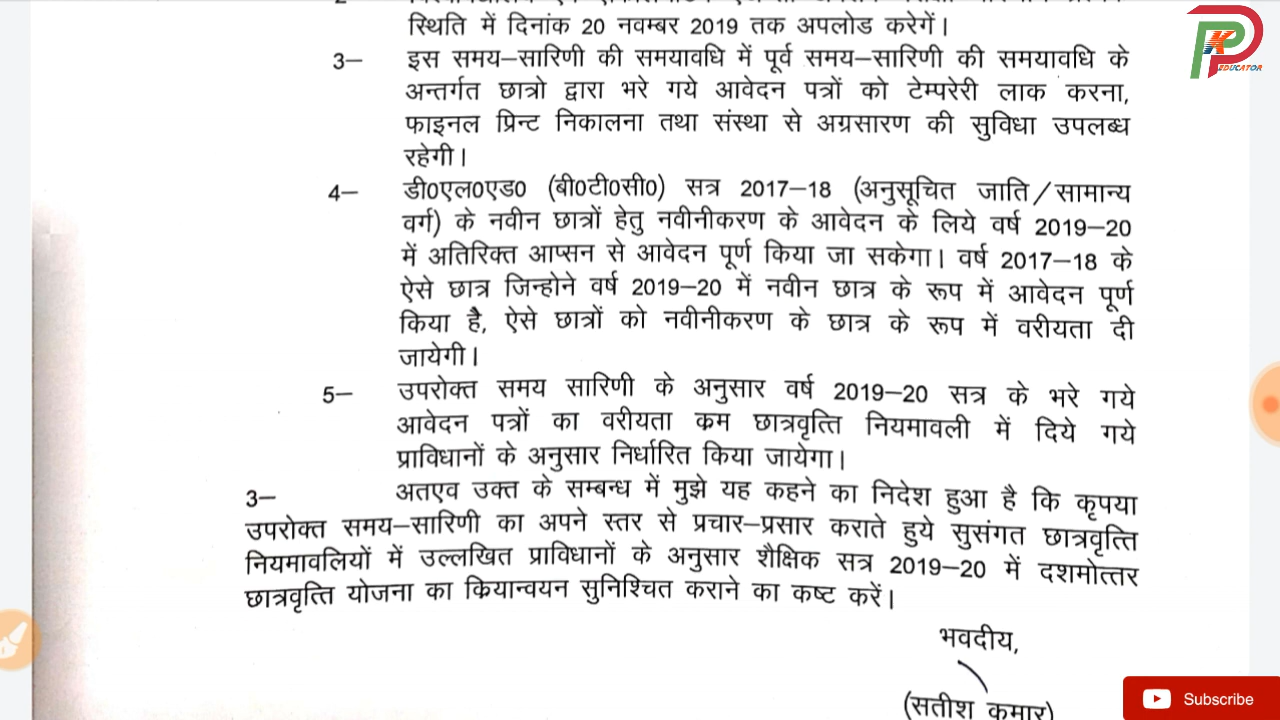 स्थिति में दिनांक 20 नवम्बर 2019 तक अपलोड करेगें।
3— इस समय–सारिणी की समयावधि में पूर्व समय–सारिणी की समयावधि के
अन्तर्गत छात्रो द्वारा भरे गये आवेदन पत्रों को टेम्परेरी लाक करना,
फाइनल प्रिन्ट निकालना तथा संस्था से अग्रसारण की सुविधा उपलब्ध
रहेगी।
4— डी0एल0एड0 (बी0टी0सी0) सत्र 2017–18 (अनुसूचित जाति/सामान्य
वर्ग) के नवीन छात्रों हेतु नवीनीकरण के आवेदन के लिये वर्ष 2019–20
में अतिरिक्त आप्सन से आवेदन पूर्ण किया जा सकेगा। वर्ष 2017–18 के
ऐसे छात्र जिन्होने वर्ष 2019–20 में नवीन छात्र के रूप में आवेदन पूर्ण
किया है, ऐसे छात्रों को नवीनीकरण के छात्र के रूप में वरीयता दी
जायेगी।
5— उपरोक्त समय सारिणी के अनुसार वर्ष 2019–20 सत्र के भरे गये
आवेदन पत्रों का वरीयता क्रम छात्रवृत्ति नियमावली में दिये गये
प्राविधानों के अनुसार निर्धारित किया जायेगा।
3— अतएव उक्त के सम्बन्ध में मुझे यह कहने का निदेश हुआ है कि कृपया
उपरोक्त समय–सारिणी का अपने स्तर से प्रचार–प्रसार कराते हुये सुसंगत छात्रवृत्ति
नियमावलियों में उल्लखित प्राविधानों के अनुसार शैक्षिक सत्र 2019–20 में दशमोत्तर
छात्रवृत्ति योजना का क्रियान्वयन सुनिश्चित कराने का कष्ट करें।
भवदीय,
(सतीश कुमार)
PKP
EDUCATOR
Subscribe